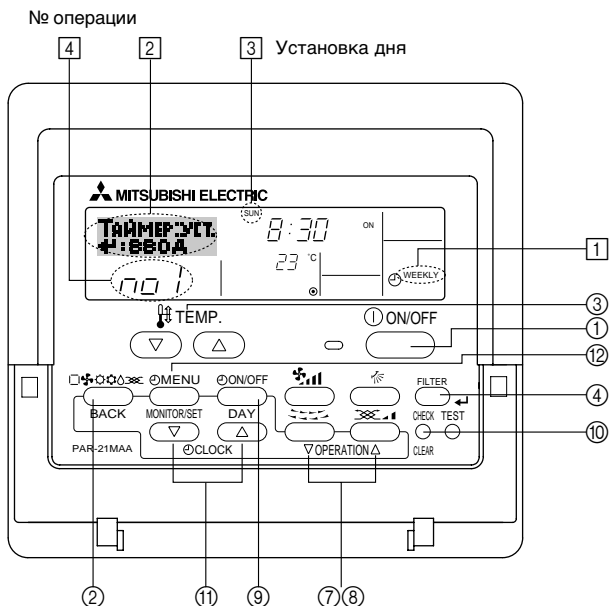 № операции
4 2 3 Установка дня
MITSUBISHI ELECTRIC
SUN
ТАЙМЕР:УСТ.
8:30 ON
↵:ВВОД
23 °C
1
WEEKLY
no 1
TEMP.
ON/OFF
3
1
12
MENU ON/OFF
FILTER
BACK MONITOR/SET DAY
4
CHECK TEST
PAR-21MAA
CLOCK
OPERATION
CLEAR
10
2 11 9 7 8